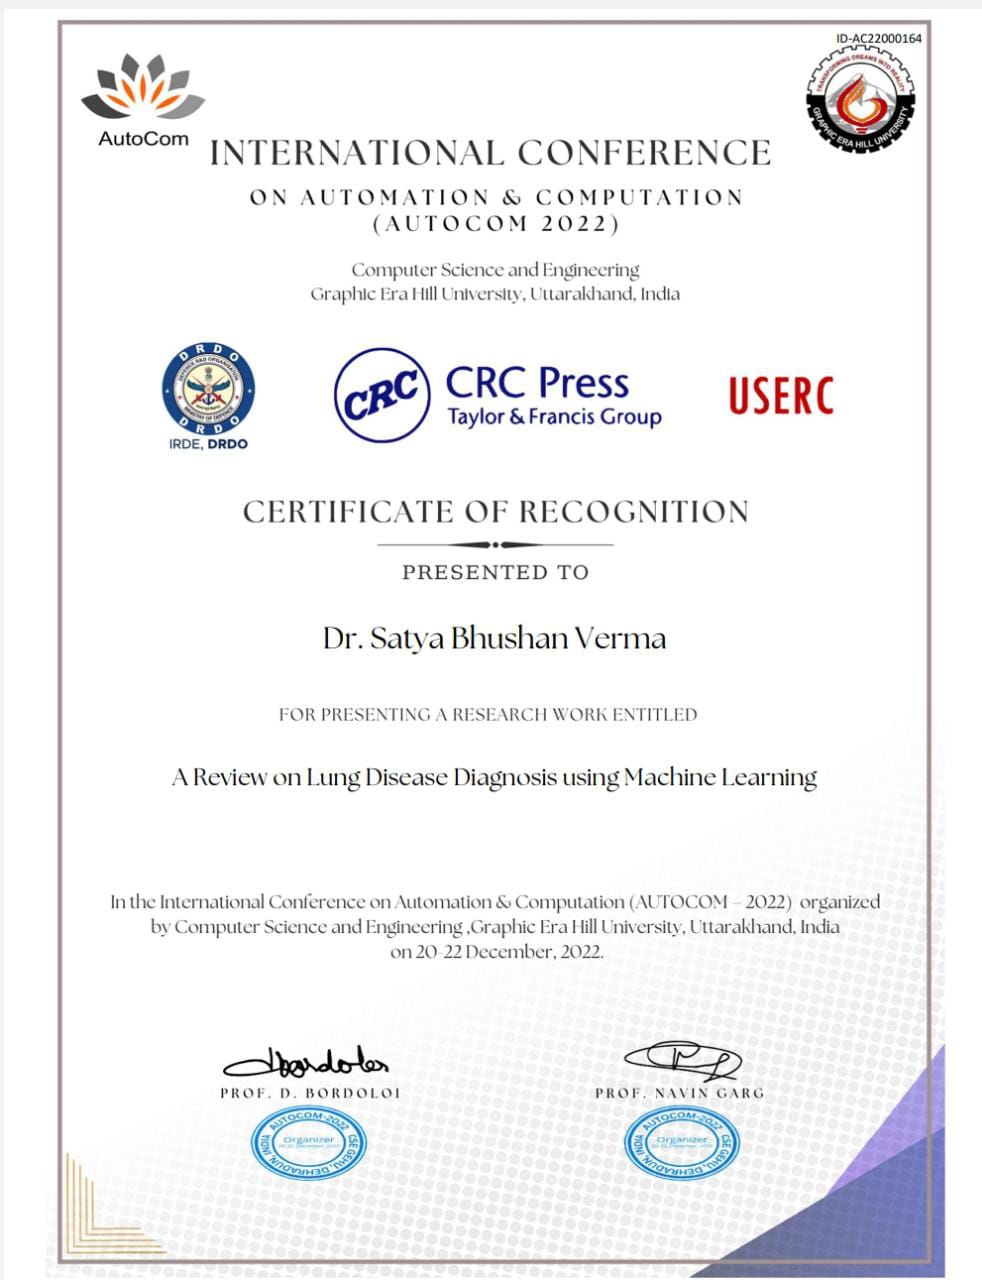 ID-AC22000164
AutoCom
TRANSFORMING DREAMS INTO REALITY
GRAPHIC ERA HILL UNIVERSITY
INTERNATIONAL CONFERENCE
ON AUTOMATION & COMPUTATION
(AUTOCOM 2022)
Computer Science and Engineering
Graphic Era Hill University, Uttarakhand, India
DRDO
DEFENCE R&D ORGANISATION
MINISTRY OF DEFENCE
DRDO
IRDE, DRDO
CRC
CRC Press
Taylor & Francis Group
USERC
CERTIFICATE OF RECOGNITION
PRESENTED TO
Dr. Satya Bhushan Verma
FOR PRESENTING A RESEARCH WORK ENTITLED
A Review on Lung Disease Diagnosis using Machine Learning
In the International Conference on Automation & Computation (AUTOCOM – 2022) organized
by Computer Science and Engineering ,Graphic Era Hill University, Uttarakhand, India
on 20-22 December, 2022.
PROF. D. BORDOLOI
PROF. NAVIN GARG
AUTOCOM-2022
Organizer
CSE GEHU, DEHRADUN, INDIA
AUTOCOM-2022
Organizer
CSE GEHU, DEHRADUN, INDIA